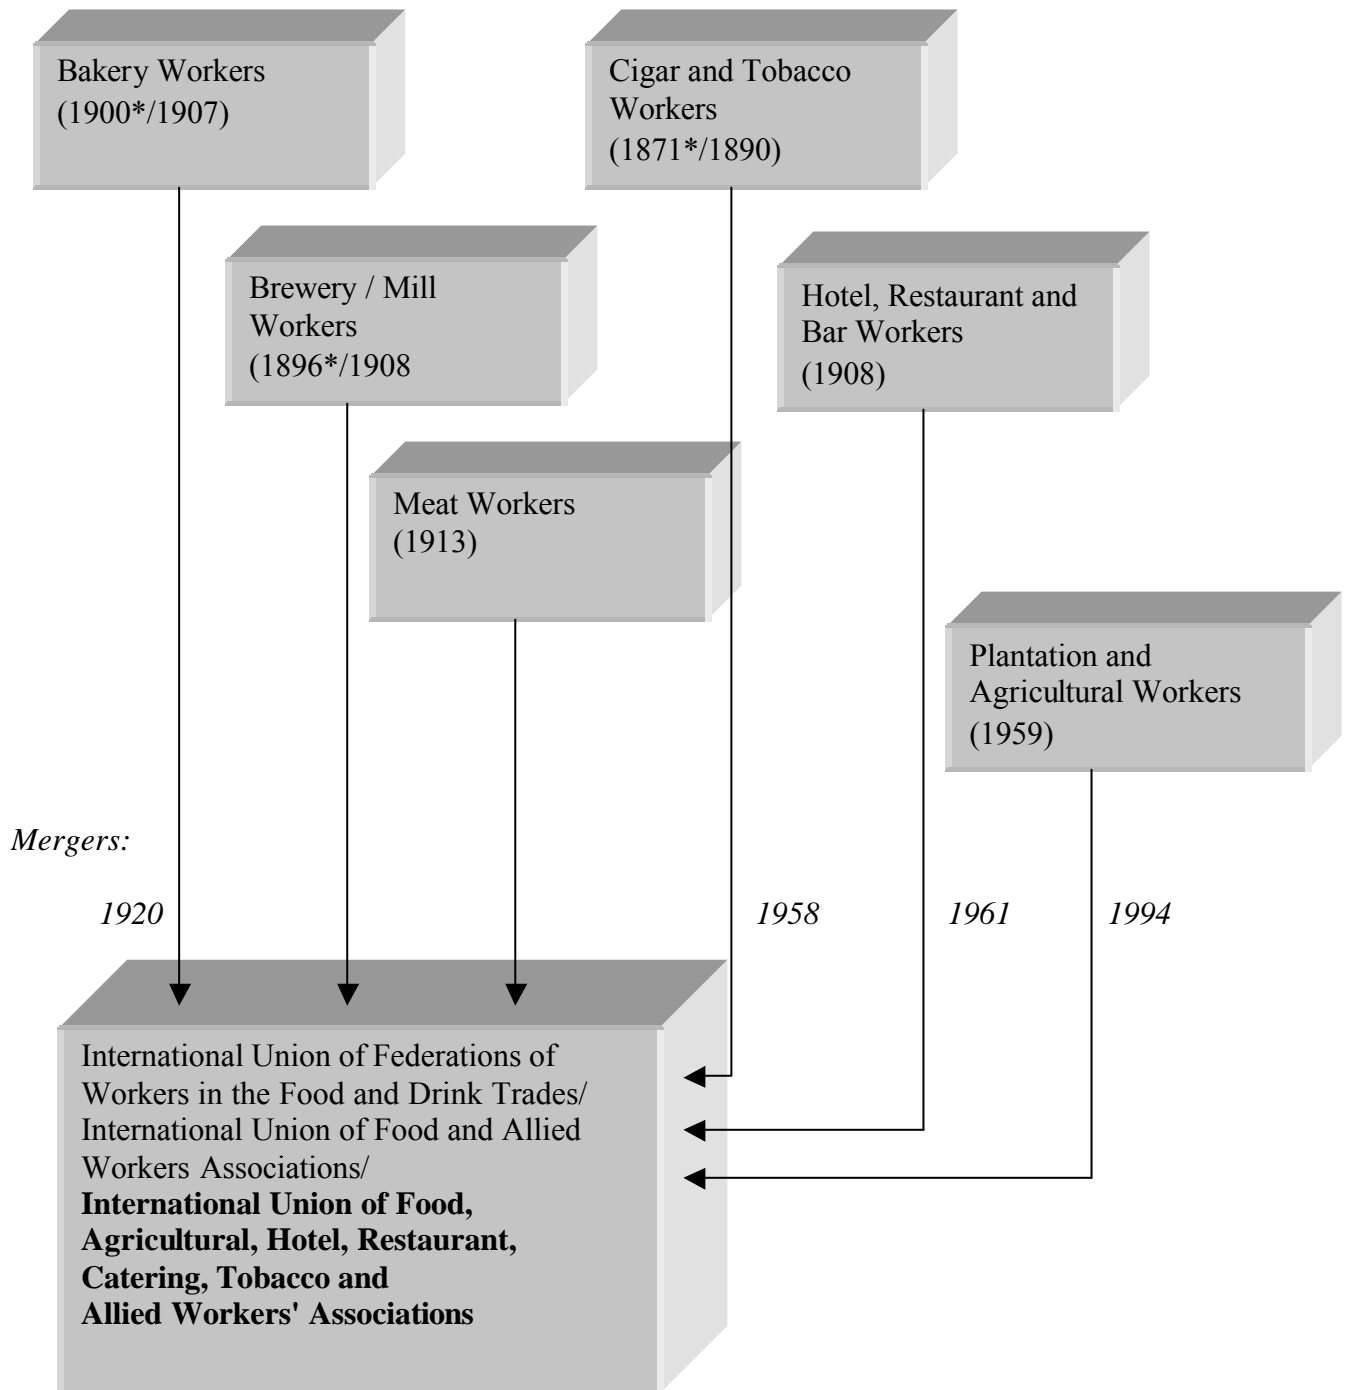 Bakery Workers
(1900*/1907)
Cigar and Tobacco
Workers
(1871*/1890)
Brewery / Mill
Workers
(1896*/1908
Hotel, Restaurant and
Bar Workers
(1908)
Meat Workers
(1913)
Plantation and
Agricultural Workers
(1959)
Mergers:
1920
1958
1961
1994
International Union of Federations of
Workers in the Food and Drink Trades/
International Union of Food and Allied
Workers Associations/
International Union of Food,
Agricultural, Hotel, Restaurant,
Catering, Tobacco and
Allied Workers' Associations